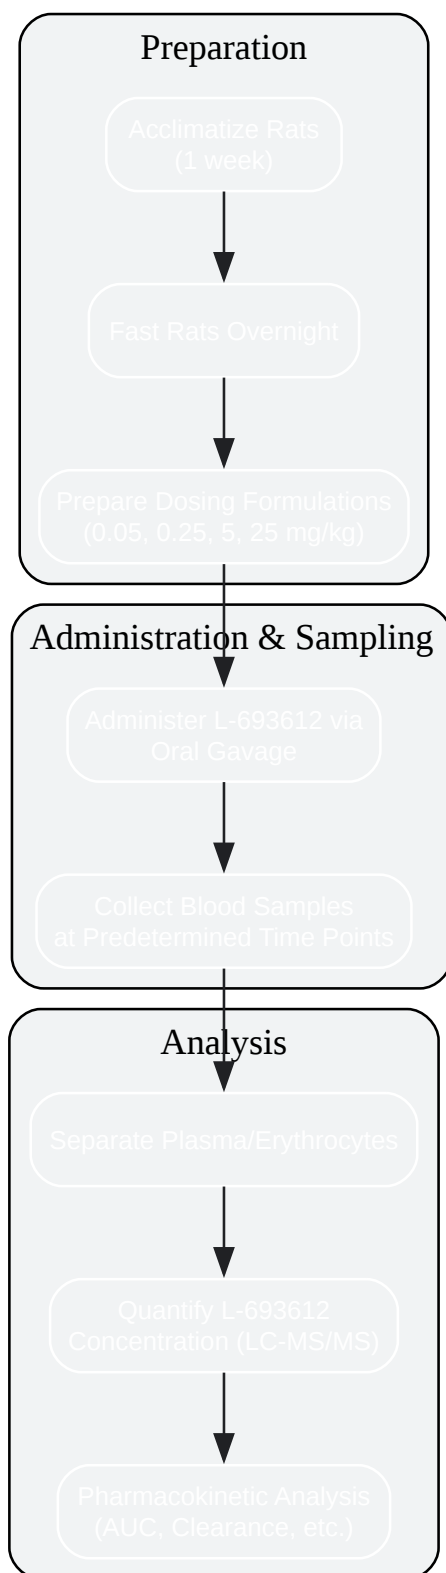 Preparation
Acclimatize Rats
(1 week)
Fast Rats Overnight
Prepare Dosing Formulations
(0.05, 0.25, 5, 25 mg/kg)
Administration & Sampling
Administer L-693612 via
Oral Gavage
Collect Blood Samples
at Predetermined Time Points
Analysis
Separate Plasma/Erythrocytes
Quantify L-693612
Concentration (LC-MS/MS)
Pharmacokinetic Analysis
(AUC, Clearance, etc.)